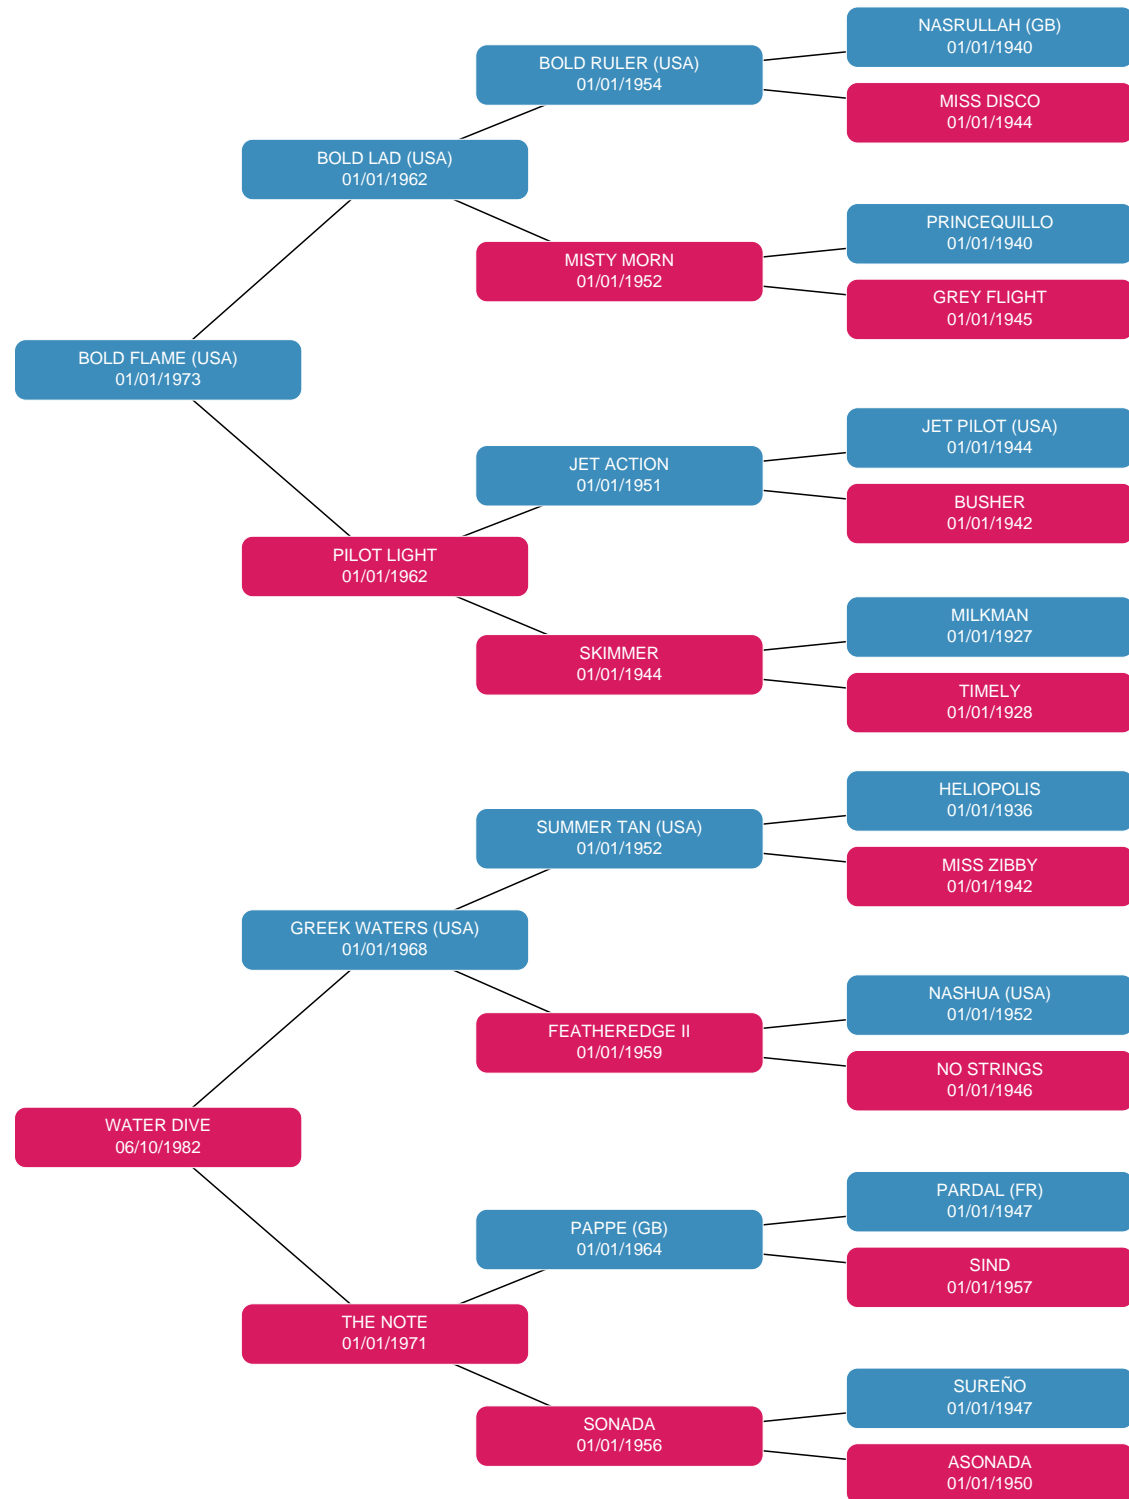 NASRULLAH (GB)
01/01/1940
BOLD RULER (USA)
01/01/1954
MISS DISCO
01/01/1944
BOLD LAD (USA)
01/01/1962
PRINCEQUILLO
01/01/1940
MISTY MORN
01/01/1952
GREY FLIGHT
01/01/1945
BOLD FLAME (USA)
01/01/1973
JET PILOT (USA)
01/01/1944
JET ACTION
01/01/1951
BUSHER
01/01/1942
PILOT LIGHT
01/01/1962
MILKMAN
01/01/1927
SKIMMER
01/01/1944
TIMELY
01/01/1928
HELIOPOLIS
01/01/1936
SUMMER TAN (USA)
01/01/1952
MISS ZIBBY
01/01/1942
GREEK WATERS (USA)
01/01/1968
NASHUA (USA)
01/01/1952
FEATHEREDGE II
01/01/1959
NO STRINGS
01/01/1946
WATER DIVE
06/10/1982
PARDAL (FR)
01/01/1947
PAPPE (GB)
01/01/1964
SIND
01/01/1957
THE NOTE
01/01/1971
SUREÑO
01/01/1947
SONADA
01/01/1956
ASONADA
01/01/1950